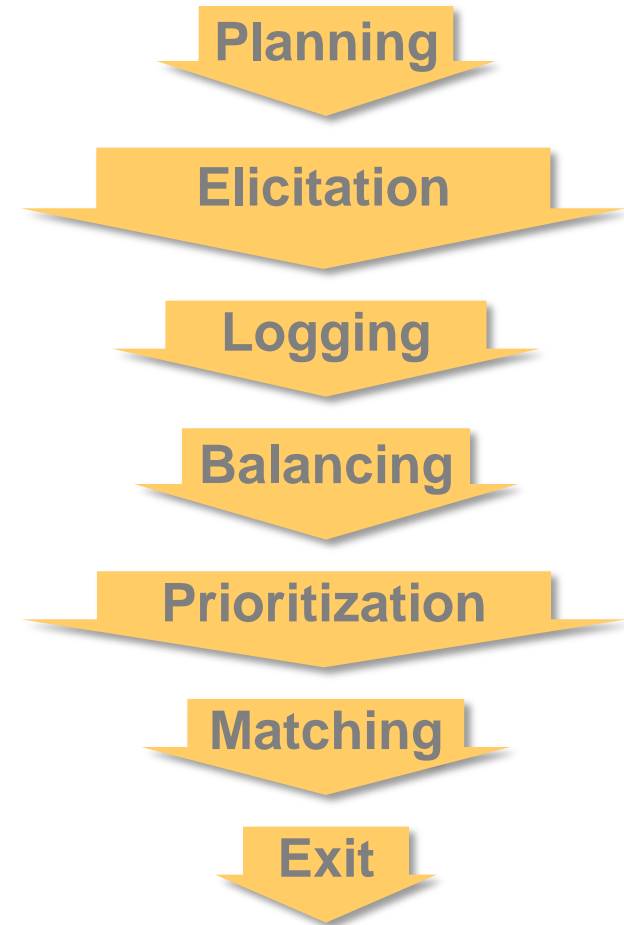 Planning
Elicitation
Logging
Balancing
Prioritization
Matching
Exit